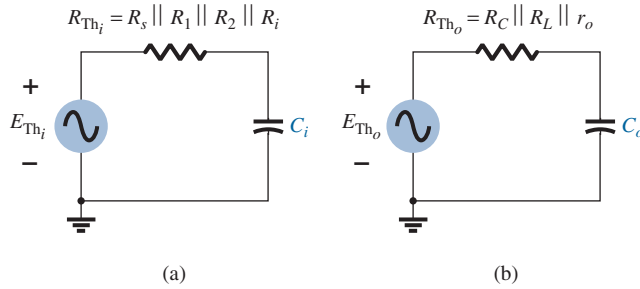 R_Th_i = R_s || R_1 || R_2 || R_i
+
E_Th_i
−
C_i
(a)
R_Th_o = R_C || R_L || r_o
+
E_Th_o
−
C_o
(b)